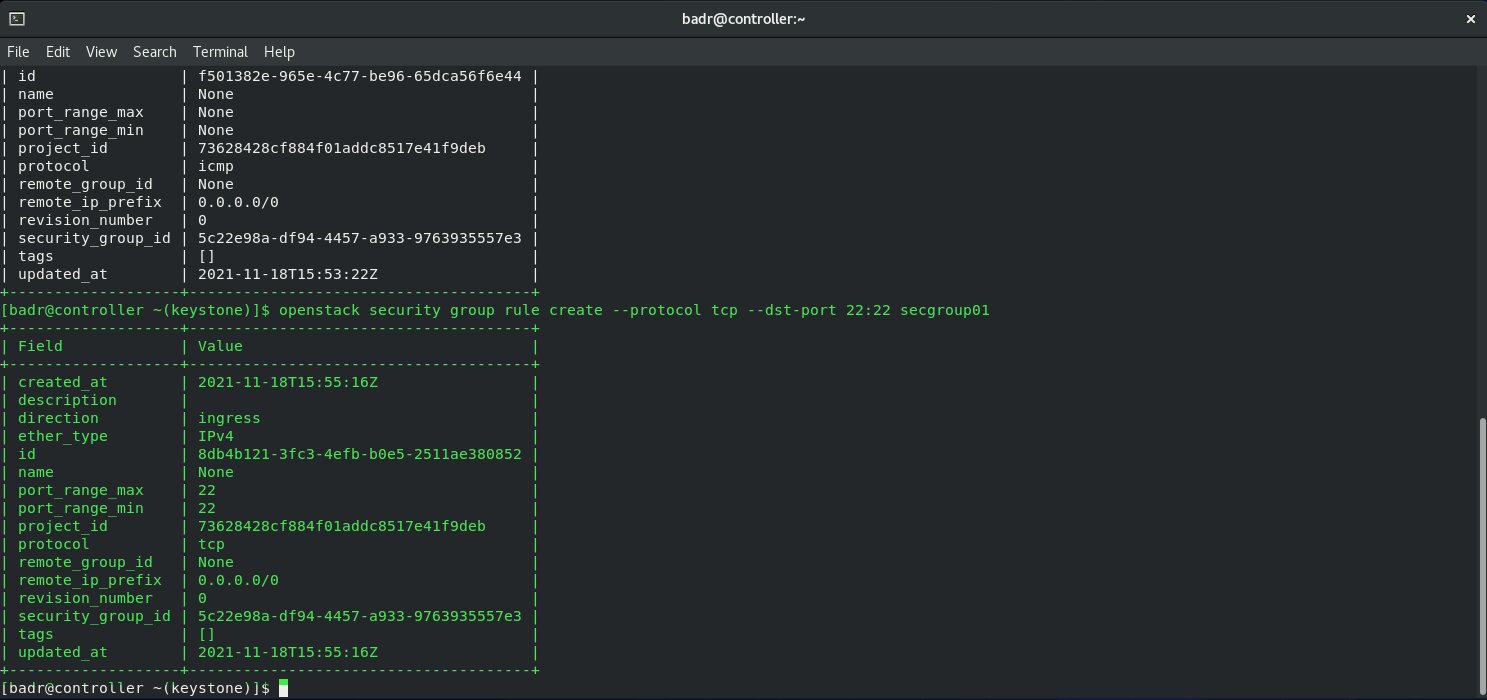 badr@controller:~
File Edit View Search Terminal Help
| id                | f501382e-965e-4c77-be96-65dca56f6e44 |
| name              | None                                 |
| port_range_max    | None                                 |
| port_range_min    | None                                 |
| project_id        | 73628428cf884f01addc8517e41f9deb     |
| protocol          | icmp                                 |
| remote_group_id   | None                                 |
| remote_ip_prefix  | 0.0.0.0/0                            |
| revision_number   | 0                                    |
| security_group_id | 5c22e98a-df94-4457-a933-9763935557e3 |
| tags              | []                                   |
| updated_at        | 2021-11-18T15:53:22Z                 |
+-------------------+--------------------------------------+
[badr@controller ~(keystone)]$ openstack security group rule create --protocol tcp --dst-port 22:22 secgroup01
+-------------------+--------------------------------------+
| Field             | Value                                |
+-------------------+--------------------------------------+
| created_at        | 2021-11-18T15:55:16Z                 |
| description       |                                      |
| direction         | ingress                              |
| ether_type        | IPv4                                 |
| id                | 8db4b121-3fc3-4efb-b0e5-2511ae380852 |
| name              | None                                 |
| port_range_max    | 22                                   |
| port_range_min    | 22                                   |
| project_id        | 73628428cf884f01addc8517e41f9deb     |
| protocol          | tcp                                  |
| remote_group_id   | None                                 |
| remote_ip_prefix  | 0.0.0.0/0                            |
| revision_number   | 0                                    |
| security_group_id | 5c22e98a-df94-4457-a933-9763935557e3 |
| tags              | []                                   |
| updated_at        | 2021-11-18T15:55:16Z                 |
+-------------------+--------------------------------------+
[badr@controller ~(keystone)]$